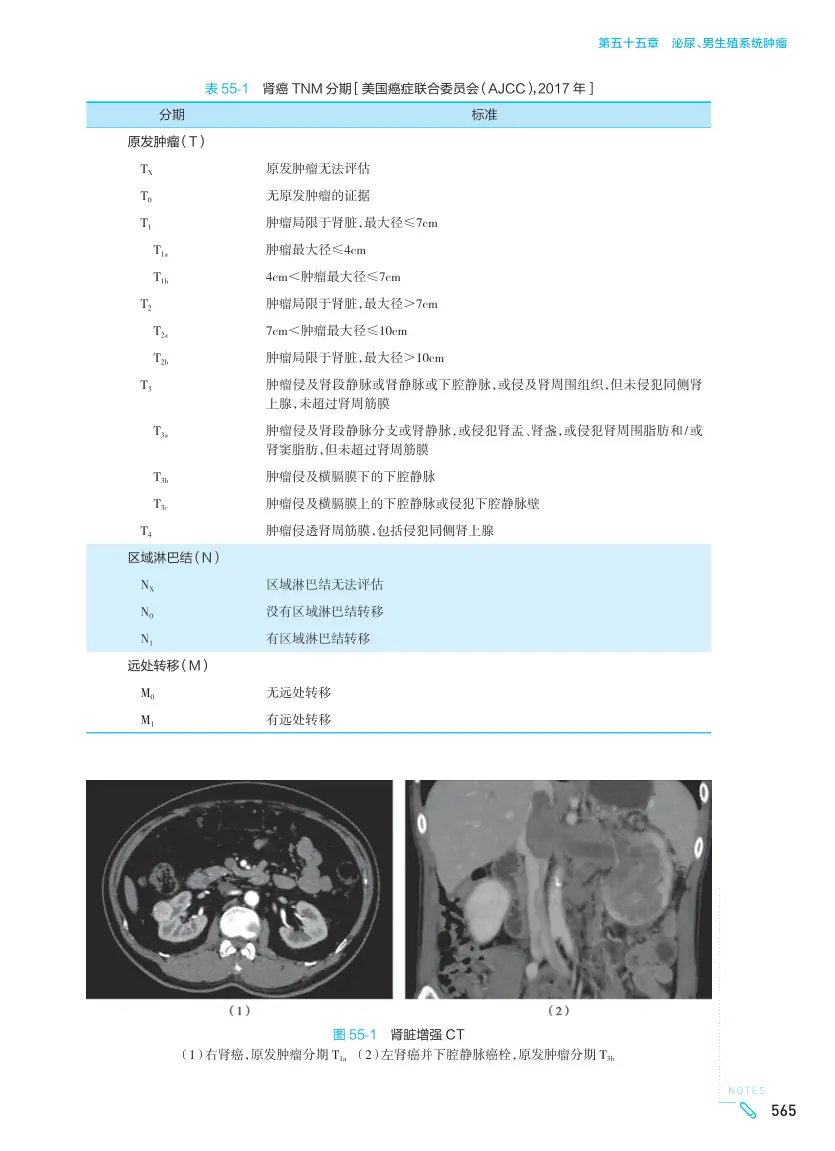 第五十五章　泌尿、男生殖系统肿瘤
表 55-1　肾癌 TNM 分期[ 美国癌症联合委员会（AJCC）,2017 年 ]
分期　标准
原发肿瘤（T）
TX　原发肿瘤无法评估
T0　无原发肿瘤的证据
T1　肿瘤局限于肾脏,最大径≤7cm
T1a　肿瘤最大径≤4cm
T1b　4cm＜肿瘤最大径≤7cm
T2　肿瘤局限于肾脏,最大径＞7cm
T2a　7cm＜肿瘤最大径≤10cm
T2b　肿瘤局限于肾脏,最大径＞10cm
T3　肿瘤侵及肾段静脉或肾静脉或下腔静脉,或侵及肾周围组织,但未侵犯同侧肾
上腺,未超过肾周筋膜
T3a　肿瘤侵及肾段静脉分支或肾静脉,或侵犯肾盂、肾盏,或侵犯肾周围脂肪和/或
肾窦脂肪,但未超过肾周筋膜
T3b　肿瘤侵及横膈膜下的下腔静脉
T3c　肿瘤侵及横膈膜上的下腔静脉或侵犯下腔静脉壁
T4　肿瘤侵透肾周筋膜,包括侵犯同侧肾上腺
区域淋巴结（N）
NX　区域淋巴结无法评估
N0　没有区域淋巴结转移
N1　有区域淋巴结转移
远处转移（M）
M0　无远处转移
M1　有远处转移
（1）　（2）
图 55-1　肾脏增强 CT
（1）右肾癌,原发肿瘤分期 T1a　（2）左肾癌并下腔静脉癌栓,原发肿瘤分期 T3b
NOTES
565